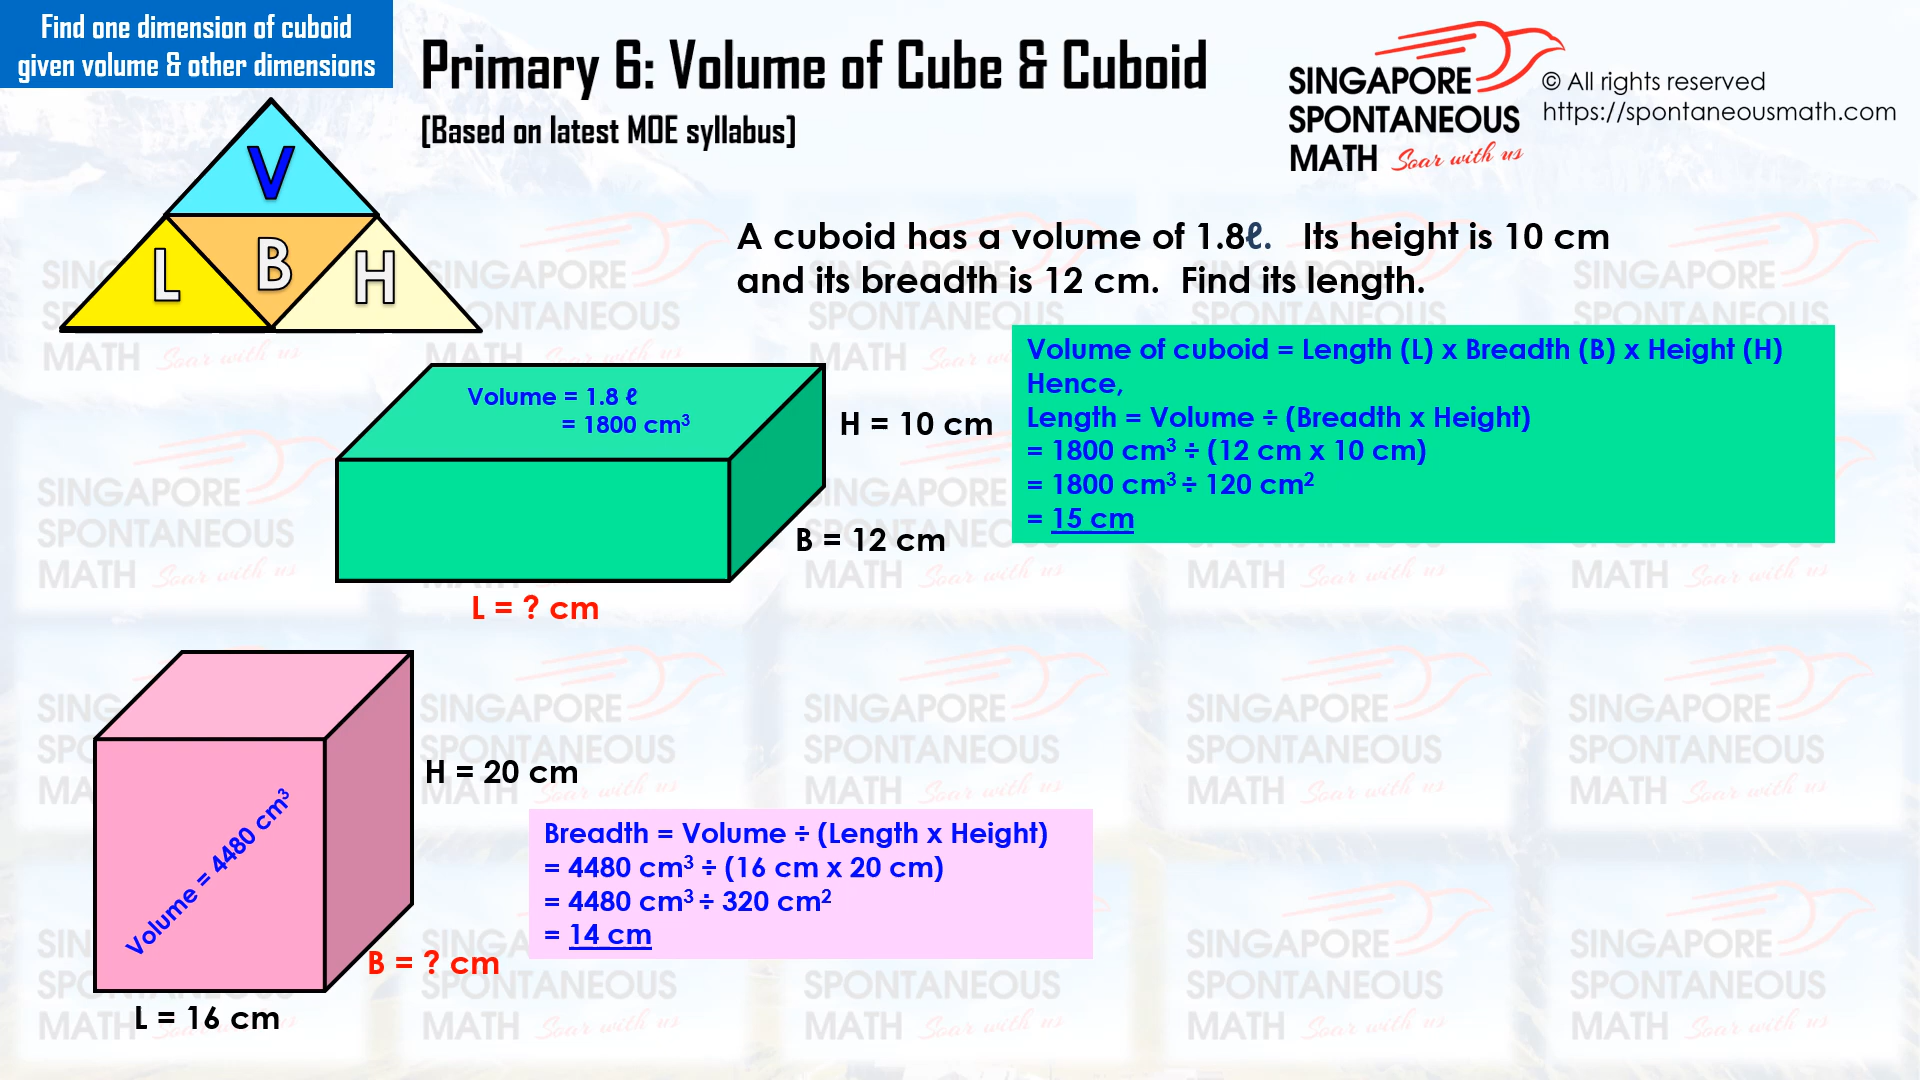 Find one dimension of cuboid
given volume & other dimensions
Primary 6: Volume of Cube & Cuboid
[Based on latest MOE syllabus]
SINGAPORE
SPONTANEOUS
MATH Soar with us
© All rights reserved
https://spontaneousmath.com
V
L B H
A cuboid has a volume of 1.8ℓ. Its height is 10 cm
and its breadth is 12 cm. Find its length.
Volume = 1.8 ℓ
= 1800 cm³
H = 10 cm
B = 12 cm
L = ? cm
Volume of cuboid = Length (L) x Breadth (B) x Height (H)
Hence,
Length = Volume ÷ (Breadth x Height)
= 1800 cm³ ÷ (12 cm x 10 cm)
= 1800 cm³ ÷ 120 cm²
= 15 cm
Volume = 4480 cm³
H = 20 cm
B = ? cm
L = 16 cm
Breadth = Volume ÷ (Length x Height)
= 4480 cm³ ÷ (16 cm x 20 cm)
= 4480 cm³ ÷ 320 cm²
= 14 cm